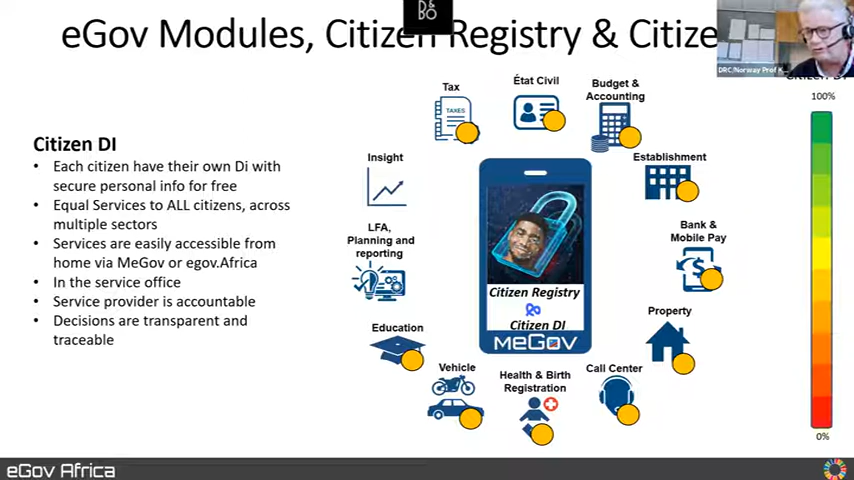 eGov Modules, Citizen Registry & Citize
D&
BO
DRC/Norway Prof K
Citizen DI
Each citizen have their own Di with
secure personal info for free
Equal Services to ALL citizens, across
multiple sectors
Services are easily accessible from
home via MeGov or egov.Africa
In the service office
Service provider is accountable
Decisions are transparent and
traceable
Tax
TAXES
État Civil
Budget &
Accounting
Insight
Establishment
LFA,
Planning and
reporting
Bank &
Mobile Pay
Citizen Registry
Citizen DI
meGov
Property
Education
Vehicle
Health & Birth
Registration
Call Center
100%
0%
eGov Africa